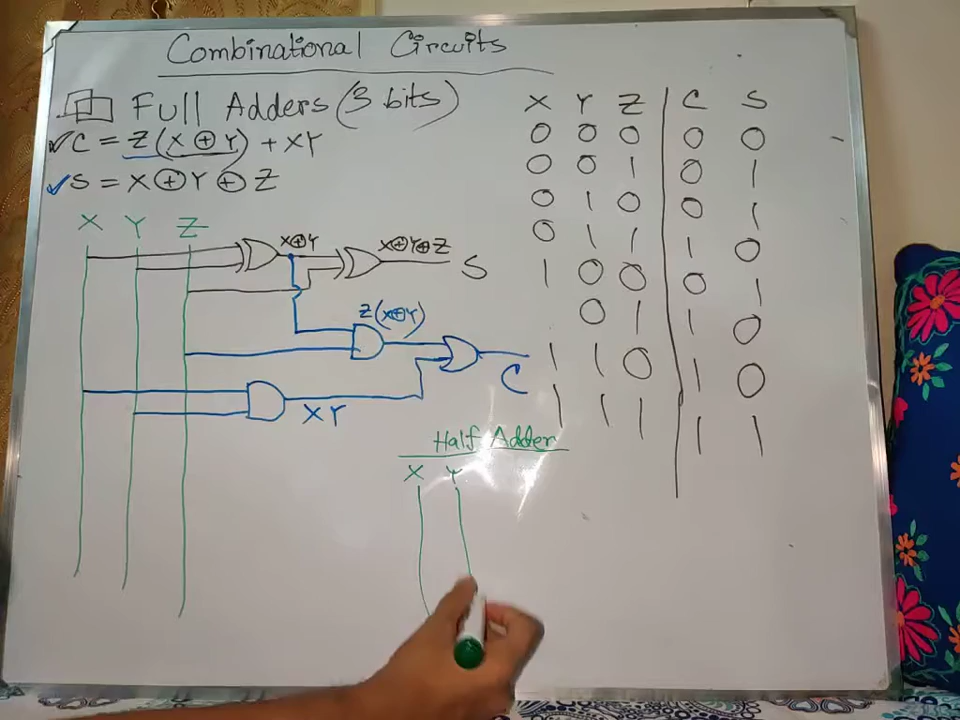 Combinational Circuits
Full Adders (3 bits)
C = Z(X ⊕ Y) + XY
S = X ⊕ Y ⊕ Z
X Y Z
X⊕Y
X⊕Y⊕Z
S
Z(X⊕Y)
C
XY
Half Adder
X Y
X Y Z C S
0 0 0 0 0
0 0 1 0 1
0 1 0 0 1
0 1 1 1 0
1 0 0 0 1
0 1 1 0
1 1 0 1 0
1 1 1 1 1